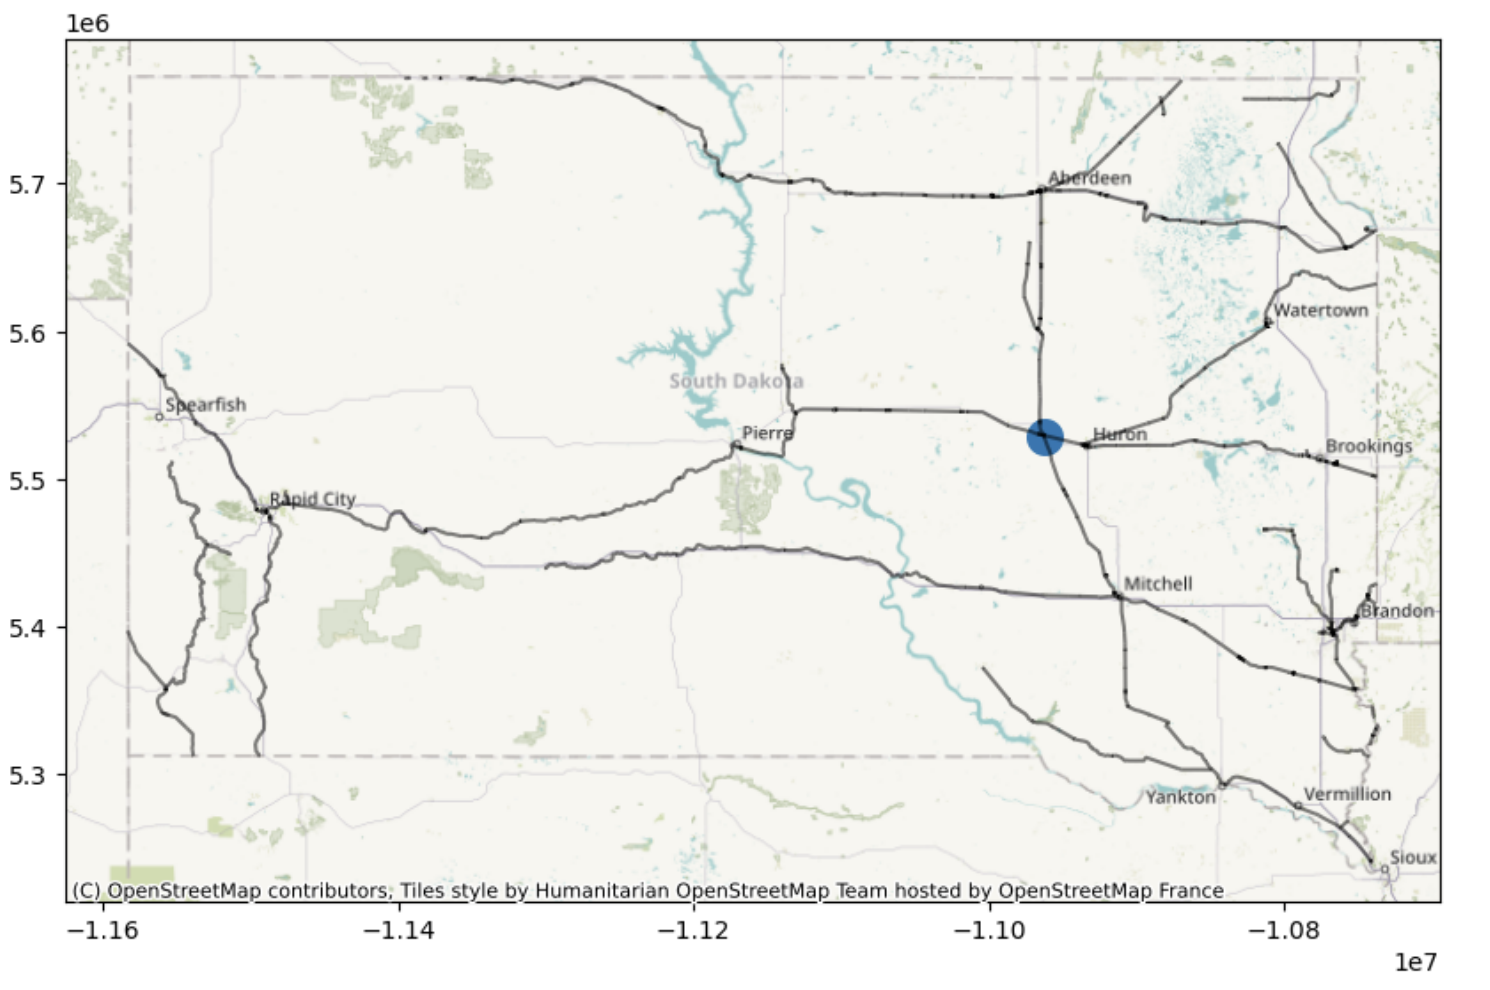 1e6
5.7
Aberdeen
Watertown
5.6
South Dakota
Spearfish
Pierre
Huron
Brookings
5.5
Rapid City
Mitchell
5.4
Brandon
5.3
Yankton
Vermillion
Sioux
(C) OpenStreetMap contributors, Tiles style by Humanitarian OpenStreetMap Team hosted by OpenStreetMap France
−1.16 −1.14 −1.12 −1.10 −1.08
1e7